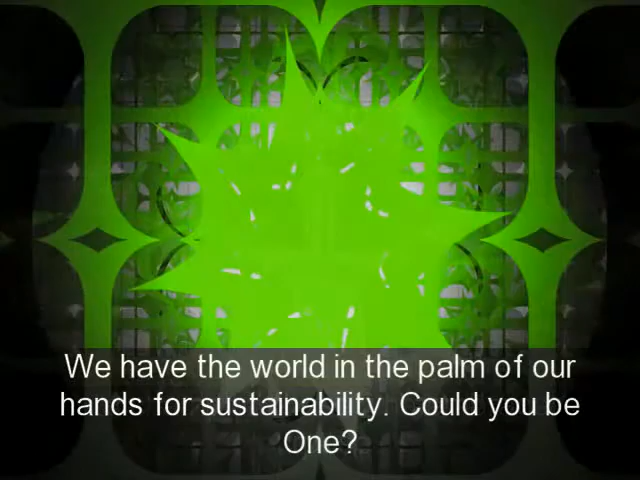 We have the world in the palm of our
hands for sustainability. Could you be
One?